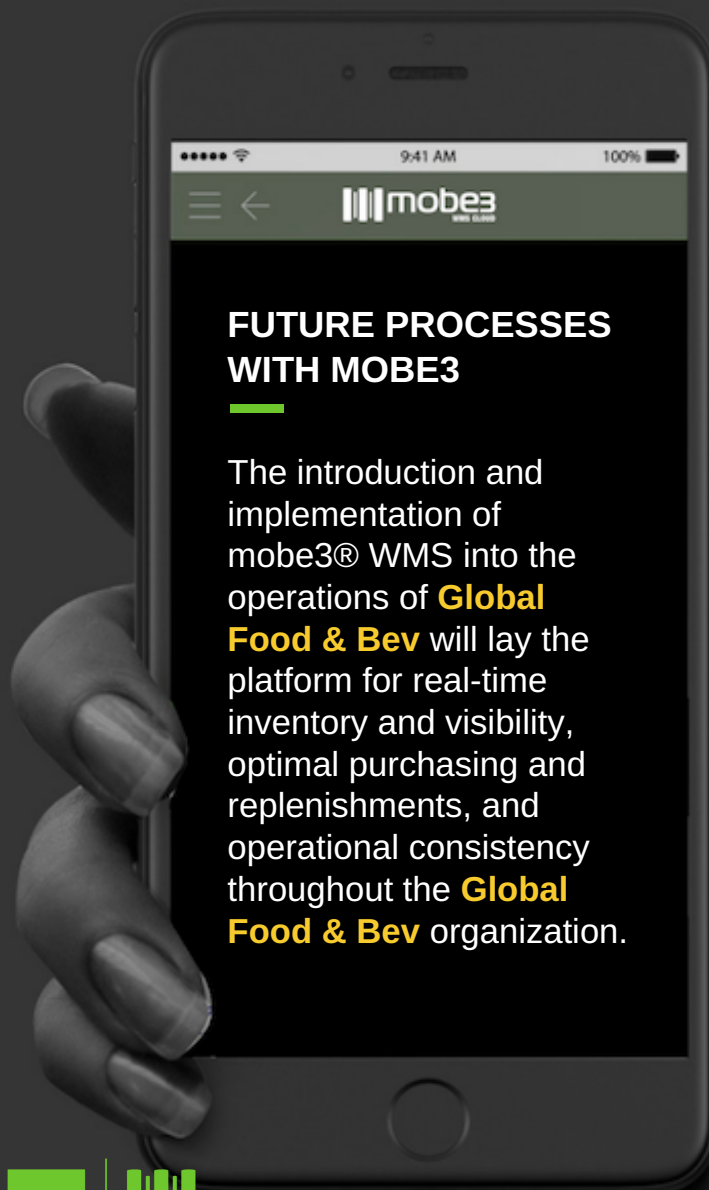 9:41 AM 100%
mobe3
WMS CLOUD
FUTURE PROCESSES
WITH MOBE3
The introduction and
implementation of
mobe3® WMS into the
operations of Global
Food & Bev will lay the
platform for real-time
inventory and visibility,
optimal purchasing and
replenishments, and
operational consistency
throughout the Global
Food & Bev organization.